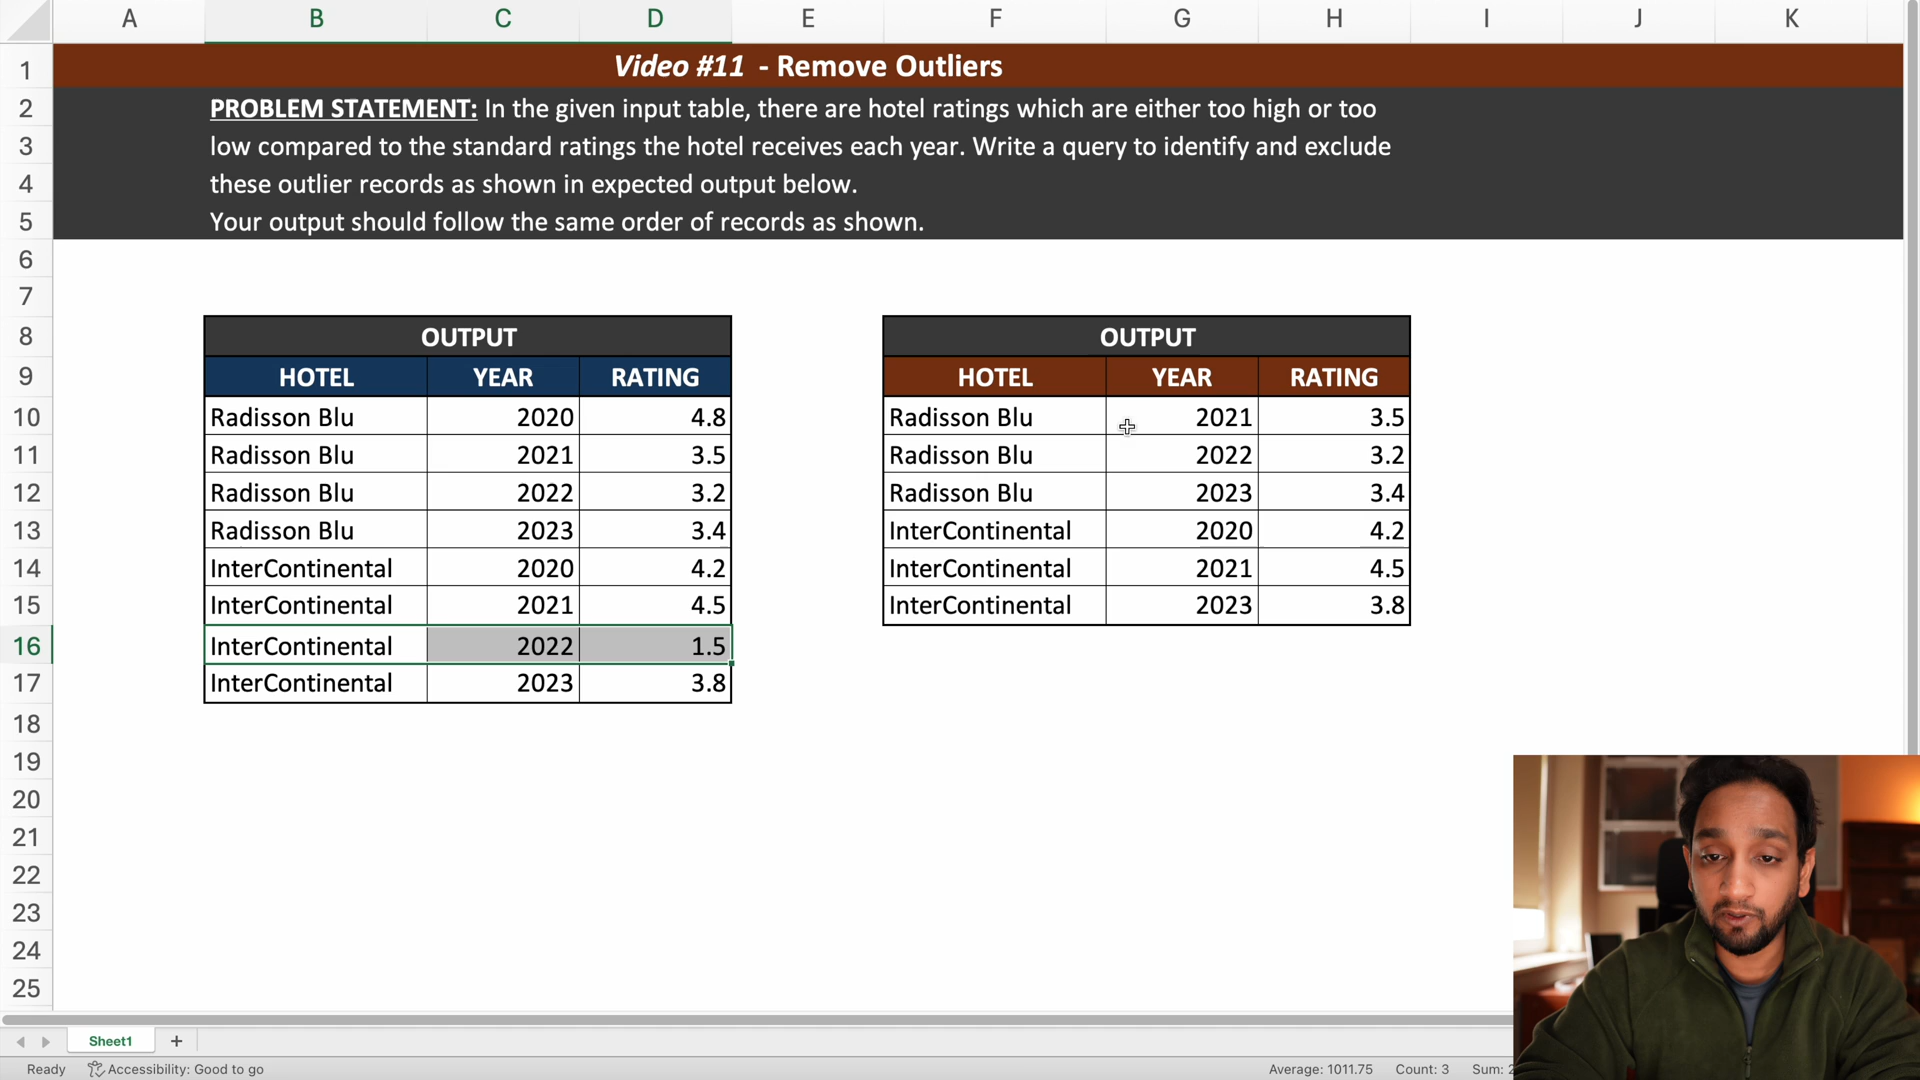 A B C D E F G H I J K
1 Video #11 - Remove Outliers
2 PROBLEM STATEMENT: In the given input table, there are hotel ratings which are either too high or too
3 low compared to the standard ratings the hotel receives each year. Write a query to identify and exclude
4 these outlier records as shown in expected output below.
5 Your output should follow the same order of records as shown.
6
7
8 OUTPUT OUTPUT
9 HOTEL YEAR RATING HOTEL YEAR RATING
10 Radisson Blu 2020 4.8 Radisson Blu 2021 3.5
11 Radisson Blu 2021 3.5 Radisson Blu 2022 3.2
12 Radisson Blu 2022 3.2 Radisson Blu 2023 3.4
13 Radisson Blu 2023 3.4 InterContinental 2020 4.2
14 InterContinental 2020 4.2 InterContinental 2021 4.5
15 InterContinental 2021 4.5 InterContinental 2023 3.8
16 InterContinental 2022 1.5
17 InterContinental 2023 3.8
18
19
20
21
22
23
24
25
Sheet1 +
Ready Accessibility: Good to go Average: 1011.75 Count: 3 Sum: